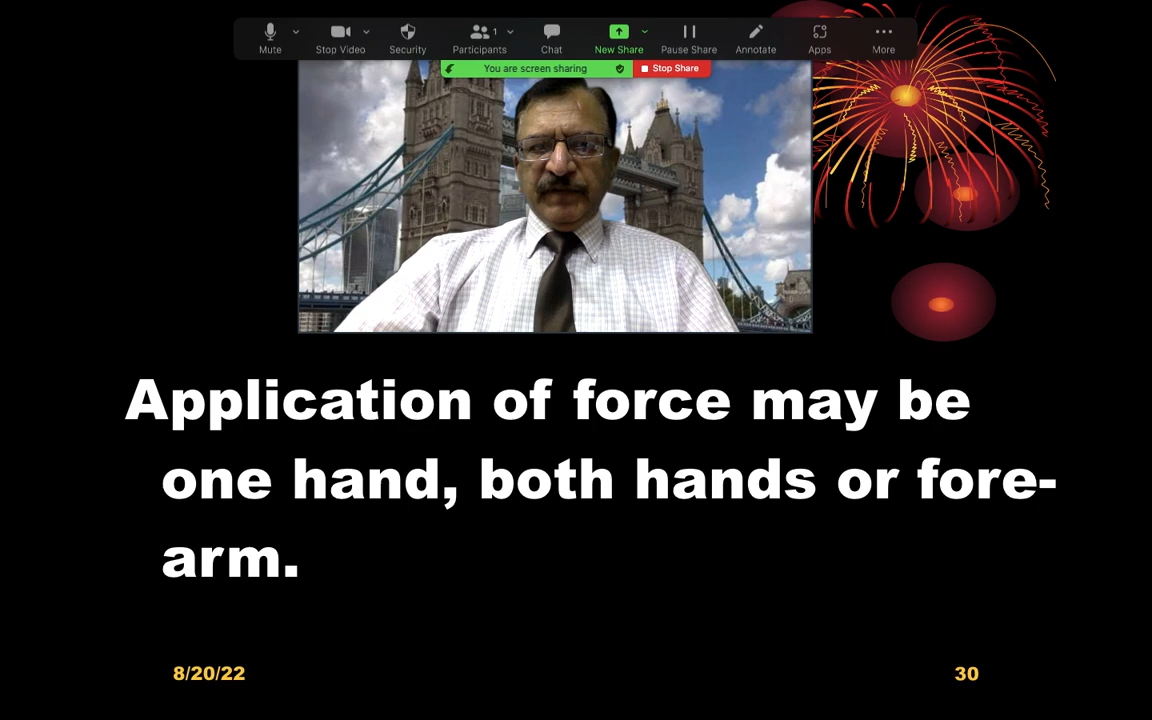 Mute
Stop Video
Security
1
Participants
Chat
New Share
Pause Share
Annotate
Apps
More
You are screen sharing
Stop Share
Application of force may be
one hand, both hands or fore-
arm.
8/20/22
30